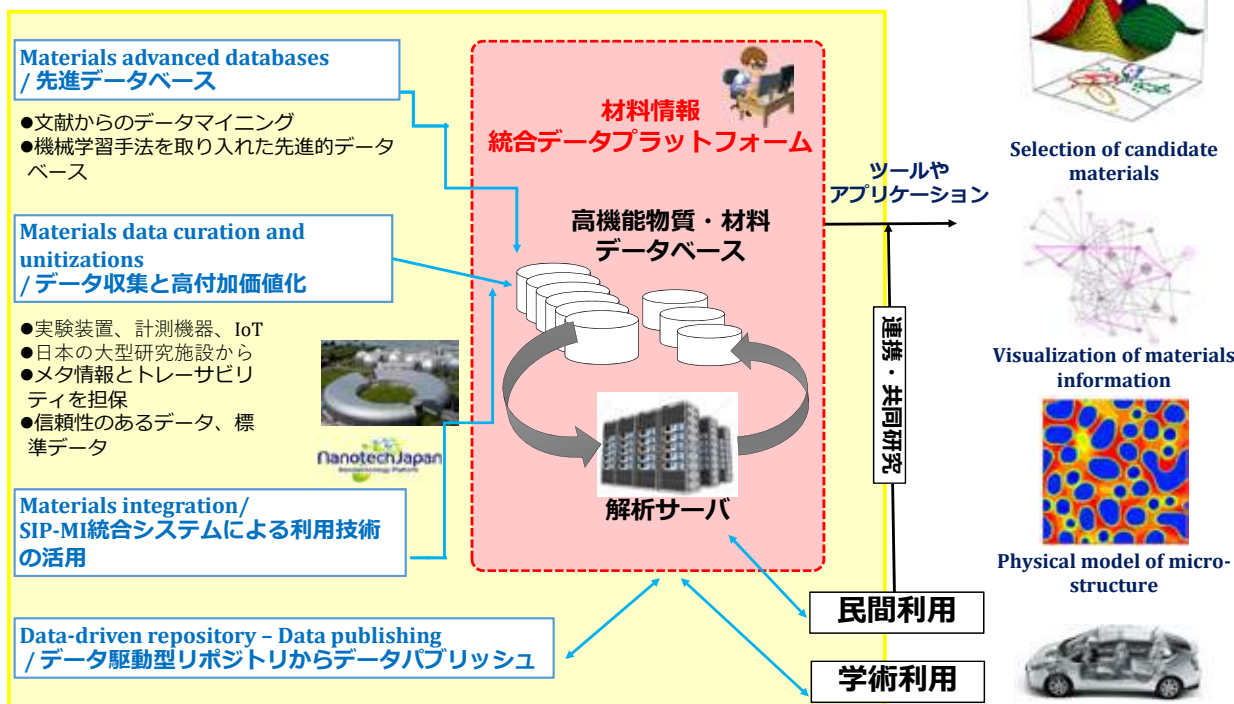 Materials advanced databases
/ 先進データベース
●文献からのデータマイニング
●機械学習手法を取り入れた先進的データ
ベース
Materials data curation and
unitizations
/ データ収集と高付加価値化
●実験装置、計測機器、IoT
●日本の大型研究施設から
●メタ情報とトレーサビリ
ティを担保
●信頼性のあるデータ、標
準データ
NanotechJapan
Materials integration/
SIP-MI統合システムによる利用技術
の活用
Data-driven repository – Data publishing
/ データ駆動型リポジトリからデータパブリッシュ
材料情報
統合データプラットフォーム
高機能物質・材料
データベース
解析サーバ
ツールや
アプリケーション
連携・共同研究
民間利用
学術利用
Selection of candidate
materials
Visualization of materials
information
Physical model of micro-
structure